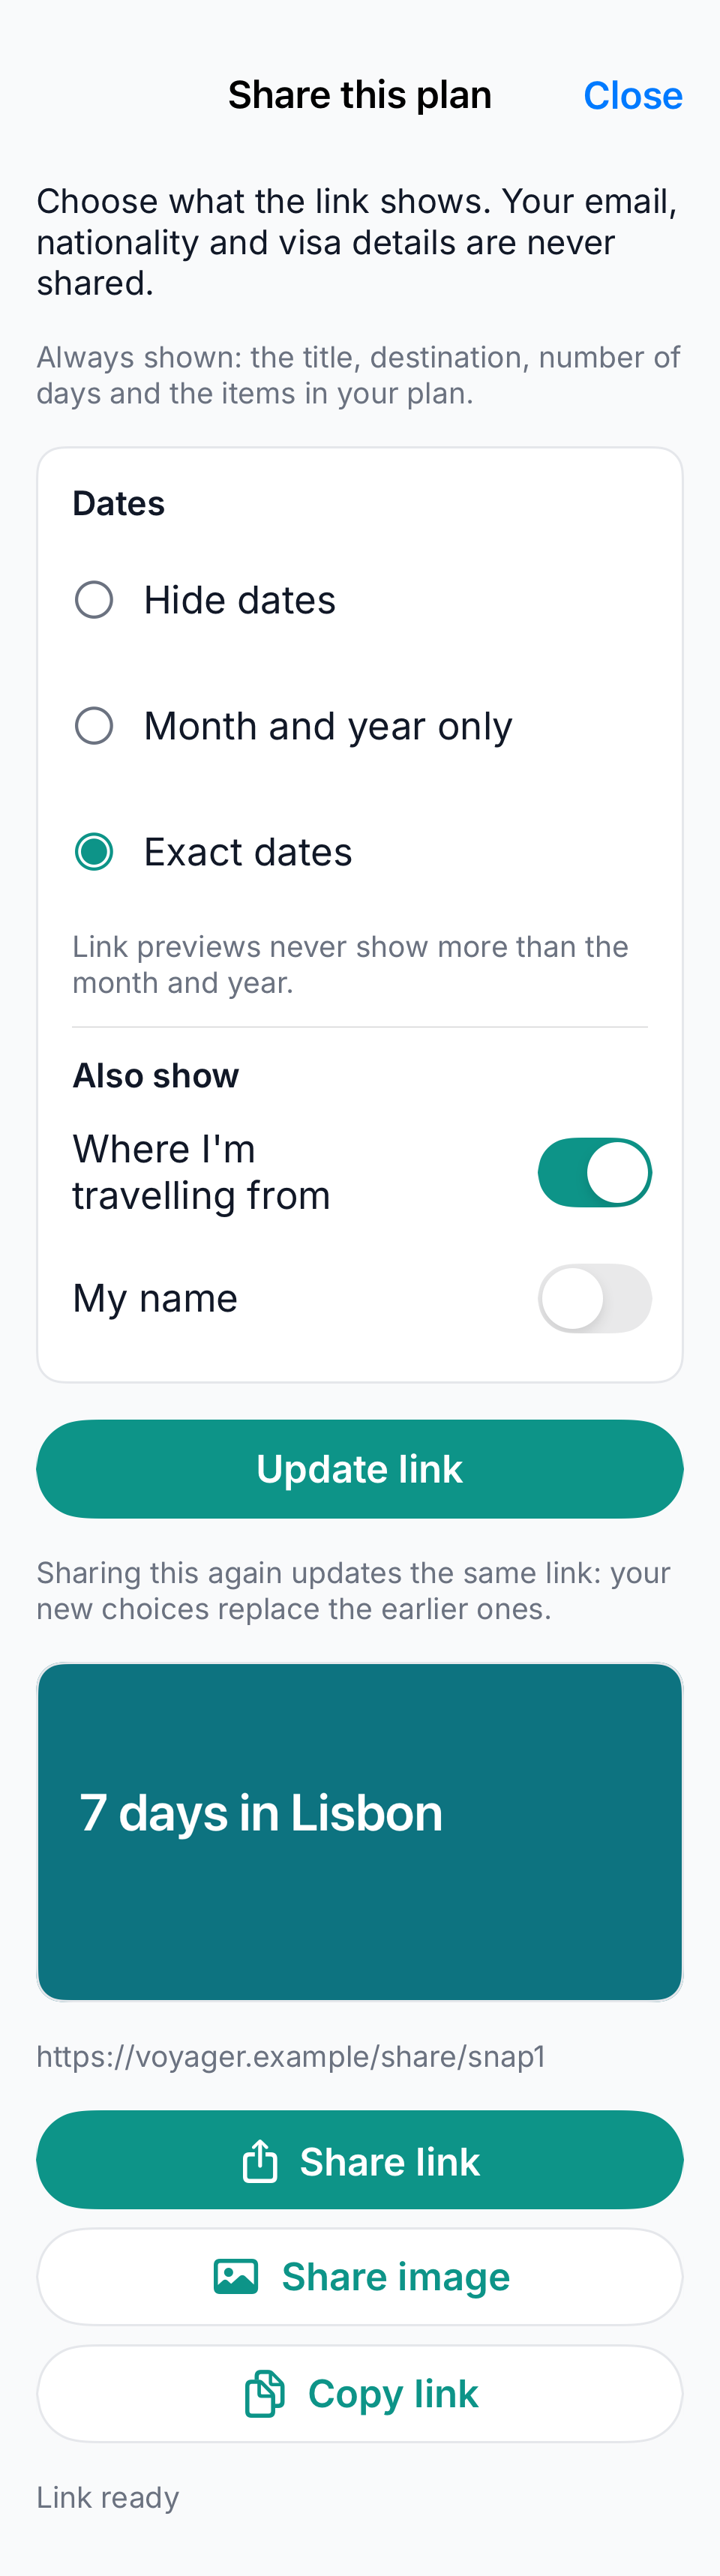 Share this plan
Close
Choose what the link shows. Your email,
nationality and visa details are never
shared.
Always shown: the title, destination, number of
days and the items in your plan.
Dates
Hide dates
Month and year only
Exact dates
Link previews never show more than the
month and year.
Also show
Where I'm
travelling from
My name
Update link
Sharing this again updates the same link: your
new choices replace the earlier ones.
7 days in Lisbon
https://voyager.example/share/snap1
Share link
Share image
Copy link
Link ready